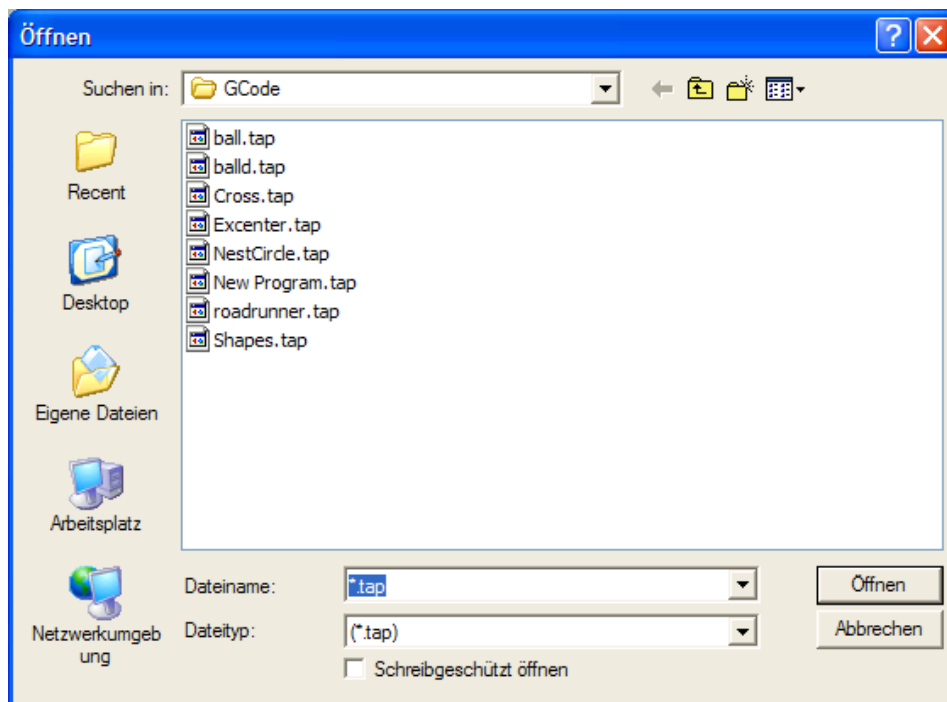 Öffnen
Suchen in: GCode
Recent
Desktop
Eigene Dateien
Arbeitsplatz
Netzwerkumgeb
ung
ball.tap
balld.tap
Cross.tap
Excenter.tap
NestCircle.tap
New Program.tap
roadrunner.tap
Shapes.tap
Dateiname: *.tap Öffnen
Dateityp: (*.tap) Abbrechen
Schreibgeschützt öffnen